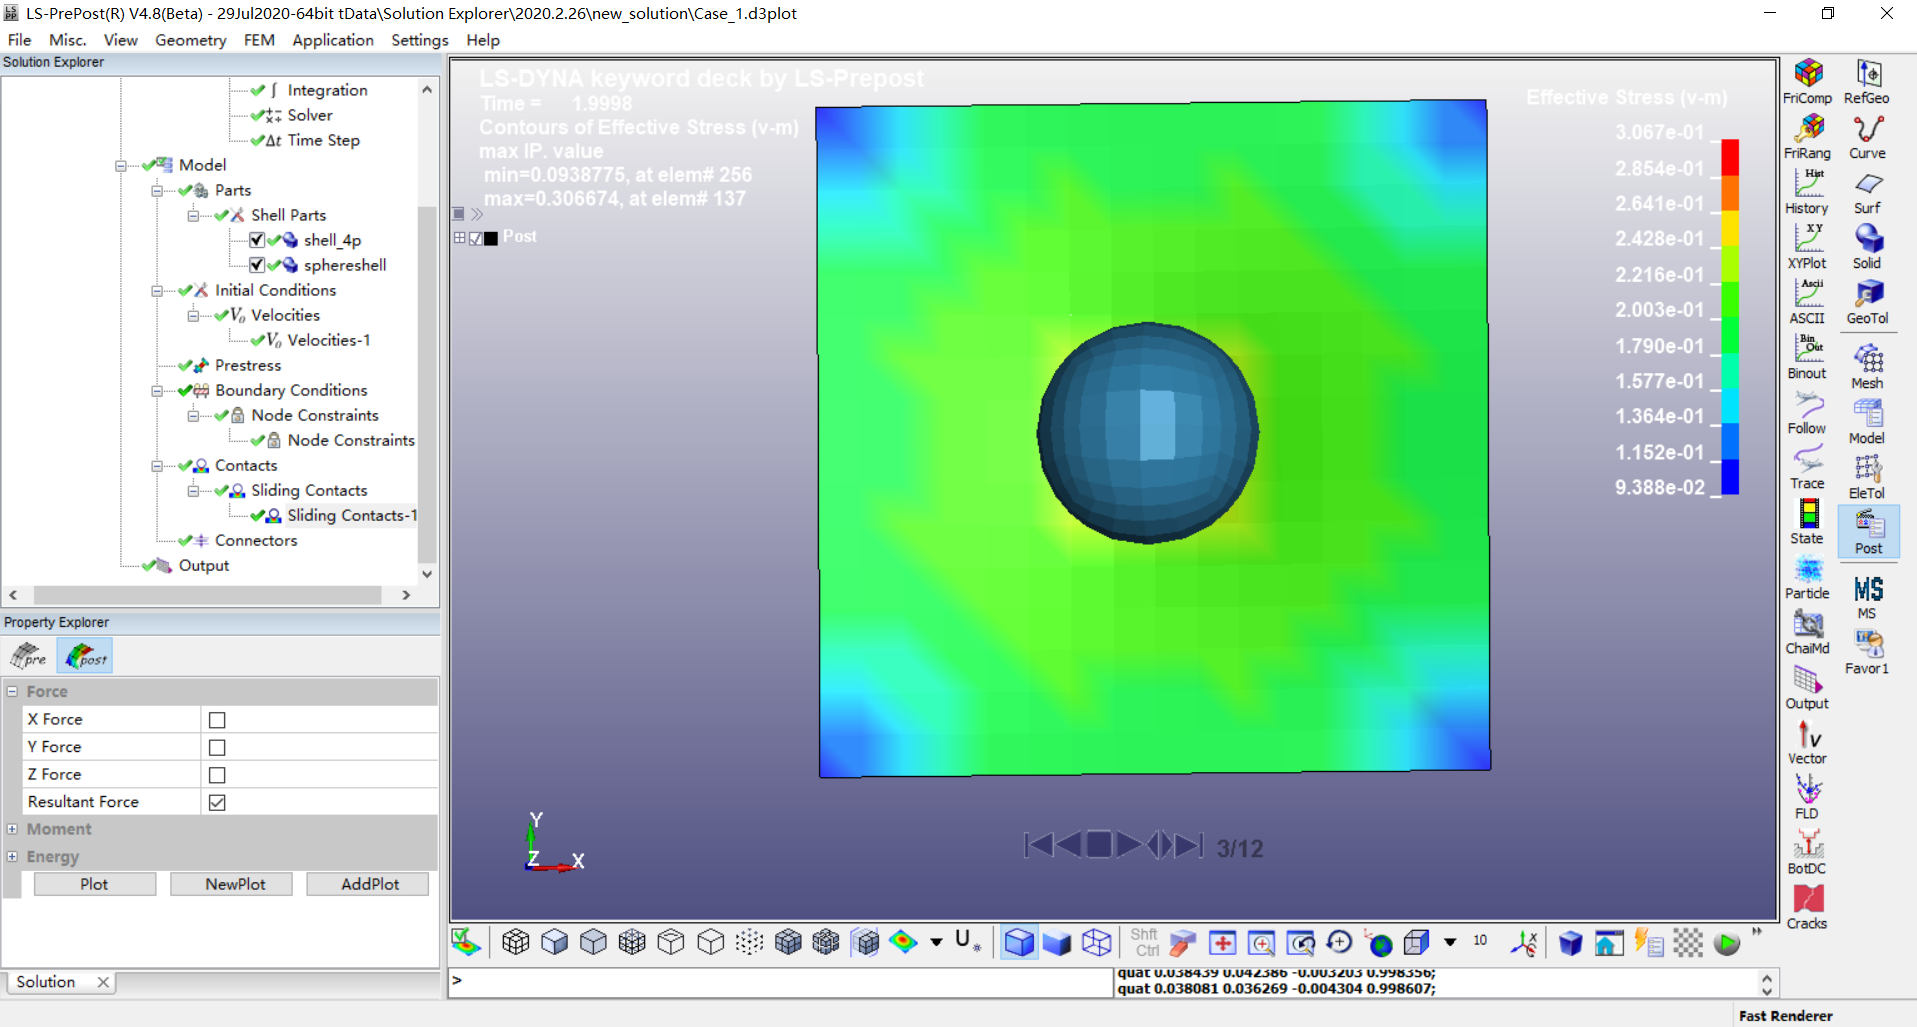 LS-PrePost(R) V4.8(Beta) - 29Jul2020-64bit tData\Solution Explorer\2020.2.26\new_solution\Case_1.d3plot
File Misc. View Geometry FEM Application Settings Help
Solution Explorer
Integration
Solver
Δt Time Step
Model
Parts
Shell Parts
shell_4p
sphereshell
Initial Conditions
V₀ Velocities
V₀ Velocities-1
Prestress
Boundary Conditions
Node Constraints
Node Constraints
Contacts
Sliding Contacts
Sliding Contacts-1
Connectors
Output
Property Explorer
pre post
Force
X Force
Y Force
Z Force
Resultant Force
Moment
Energy
Plot NewPlot AddPlot
Solution
LS-DYNA keyword deck by LS-Prepost
Time = 1.9998
Contours of Effective Stress (v-m)
max IP. value
min=0.0938775, at elem# 256
max=0.306674, at elem# 137
Post
Effective Stress (v-m)
3.067e-01
2.854e-01
2.641e-01
2.428e-01
2.216e-01
2.003e-01
1.790e-01
1.577e-01
1.364e-01
1.152e-01
9.388e-02
Y
Z X
3/12
Shft
Ctrl
10
>
quat 0.038439 0.042386 -0.003203 0.998356;
quat 0.038081 0.036269 -0.004304 0.998607;
FriComp RefGeo
FriRang Curve
Hist
History Surf
X Y
XYPlot Solid
Ascii
ASCII GeoTol
Bin
Out
Binout Mesh
Follow Model
Trace EleTol
State Post
Particle MS
MS
ChaiMd Favor1
Output
V
Vector
FLD
BotDC
Cracks
Fast Renderer